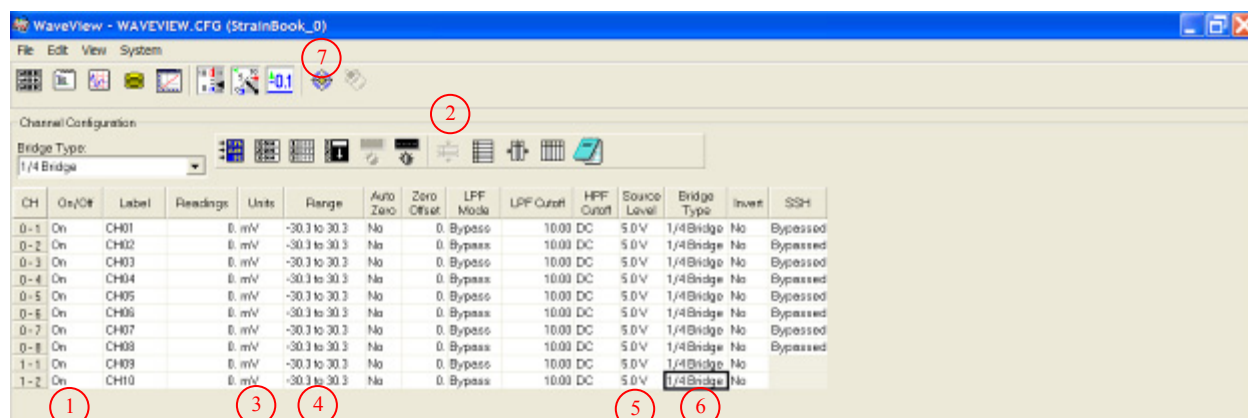 WaveView - WAVEVIEW.CFG (StrainBook_0)
File Edit View System
7
0.1
2
Channel Configuration
Bridge Type:
1/4 Bridge
CH On/Off Label Readings Units Range Auto Zero Zero Offset LPF Mode LPF Cutoff HPF Cutoff Source Level Bridge Type Invert SSH
0-1 On CH01 0. mV -30.3 to 30.3 No 0. Bypass 10.00 DC 5.0 V 1/4 Bridge No Bypassed
0-2 On CH02 0. mV -30.3 to 30.3 No 0. Bypass 10.00 DC 5.0 V 1/4 Bridge No Bypassed
0-3 On CH03 0. mV -30.3 to 30.3 No 0. Bypass 10.00 DC 5.0 V 1/4 Bridge No Bypassed
0-4 On CH04 0. mV -30.3 to 30.3 No 0. Bypass 10.00 DC 5.0 V 1/4 Bridge No Bypassed
0-5 On CH05 0. mV -30.3 to 30.3 No 0. Bypass 10.00 DC 5.0 V 1/4 Bridge No Bypassed
0-6 On CH06 0. mV -30.3 to 30.3 No 0. Bypass 10.00 DC 5.0 V 1/4 Bridge No Bypassed
0-7 On CH07 0. mV -30.3 to 30.3 No 0. Bypass 10.00 DC 5.0 V 1/4 Bridge No Bypassed
0-8 On CH08 0. mV -30.3 to 30.3 No 0. Bypass 10.00 DC 5.0 V 1/4 Bridge No Bypassed
1-1 On CH09 0. mV -30.3 to 30.3 No 0. Bypass 10.00 DC 5.0 V 1/4 Bridge No
1-2 On CH10 0. mV -30.3 to 30.3 No 0. Bypass 10.00 DC 5.0 V 1/4 Bridge No
1 3 4 5 6